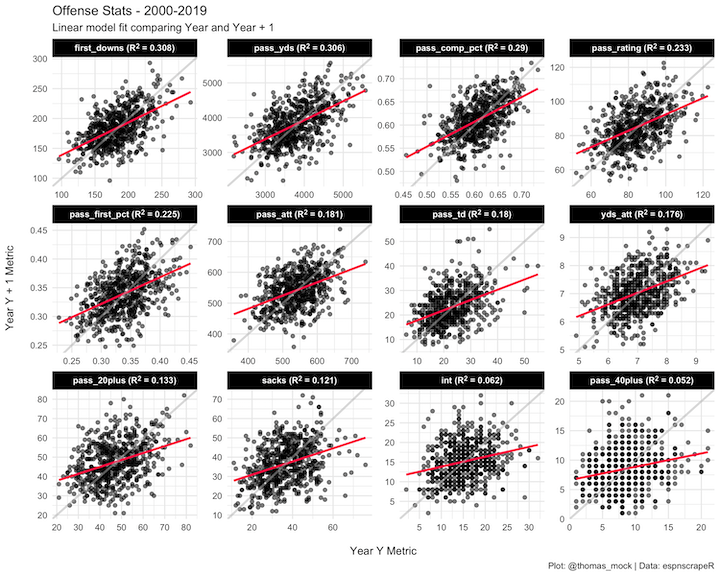 Offense Stats - 2000-2019
Linear model fit comparing Year and Year + 1
first_downs (R² = 0.308)
pass_yds (R² = 0.306)
pass_comp_pct (R² = 0.29)
pass_rating (R² = 0.233)
300
250
200
150
100
100 150 200 250 300
5000
4000
3000
3000 4000 5000
0.70
0.65
0.60
0.55
0.50
0.45 0.50 0.55 0.60 0.65 0.70
120
100
80
60
60 80 100 120
pass_first_pct (R² = 0.225)
pass_att (R² = 0.181)
pass_td (R² = 0.18)
yds_att (R² = 0.176)
0.45
0.40
0.35
0.30
0.25
0.25 0.30 0.35 0.40 0.45
700
600
500
400
400 500 600 700
50
40
30
20
10
10 20 30 40 50
9
8
7
6
5
5 6 7 8 9
pass_20plus (R² = 0.133)
sacks (R² = 0.121)
int (R² = 0.062)
pass_40plus (R² = 0.052)
80
70
60
50
40
30
20
20 30 40 50 60 70 80
70
60
50
40
30
20
10
20 40 60
30
25
20
15
10
5
5 10 15 20 25 30
20
15
10
5
0
0 5 10 15 20
Year Y + 1 Metric
Year Y Metric
Plot: @thomas_mock | Data: espnscrapeR